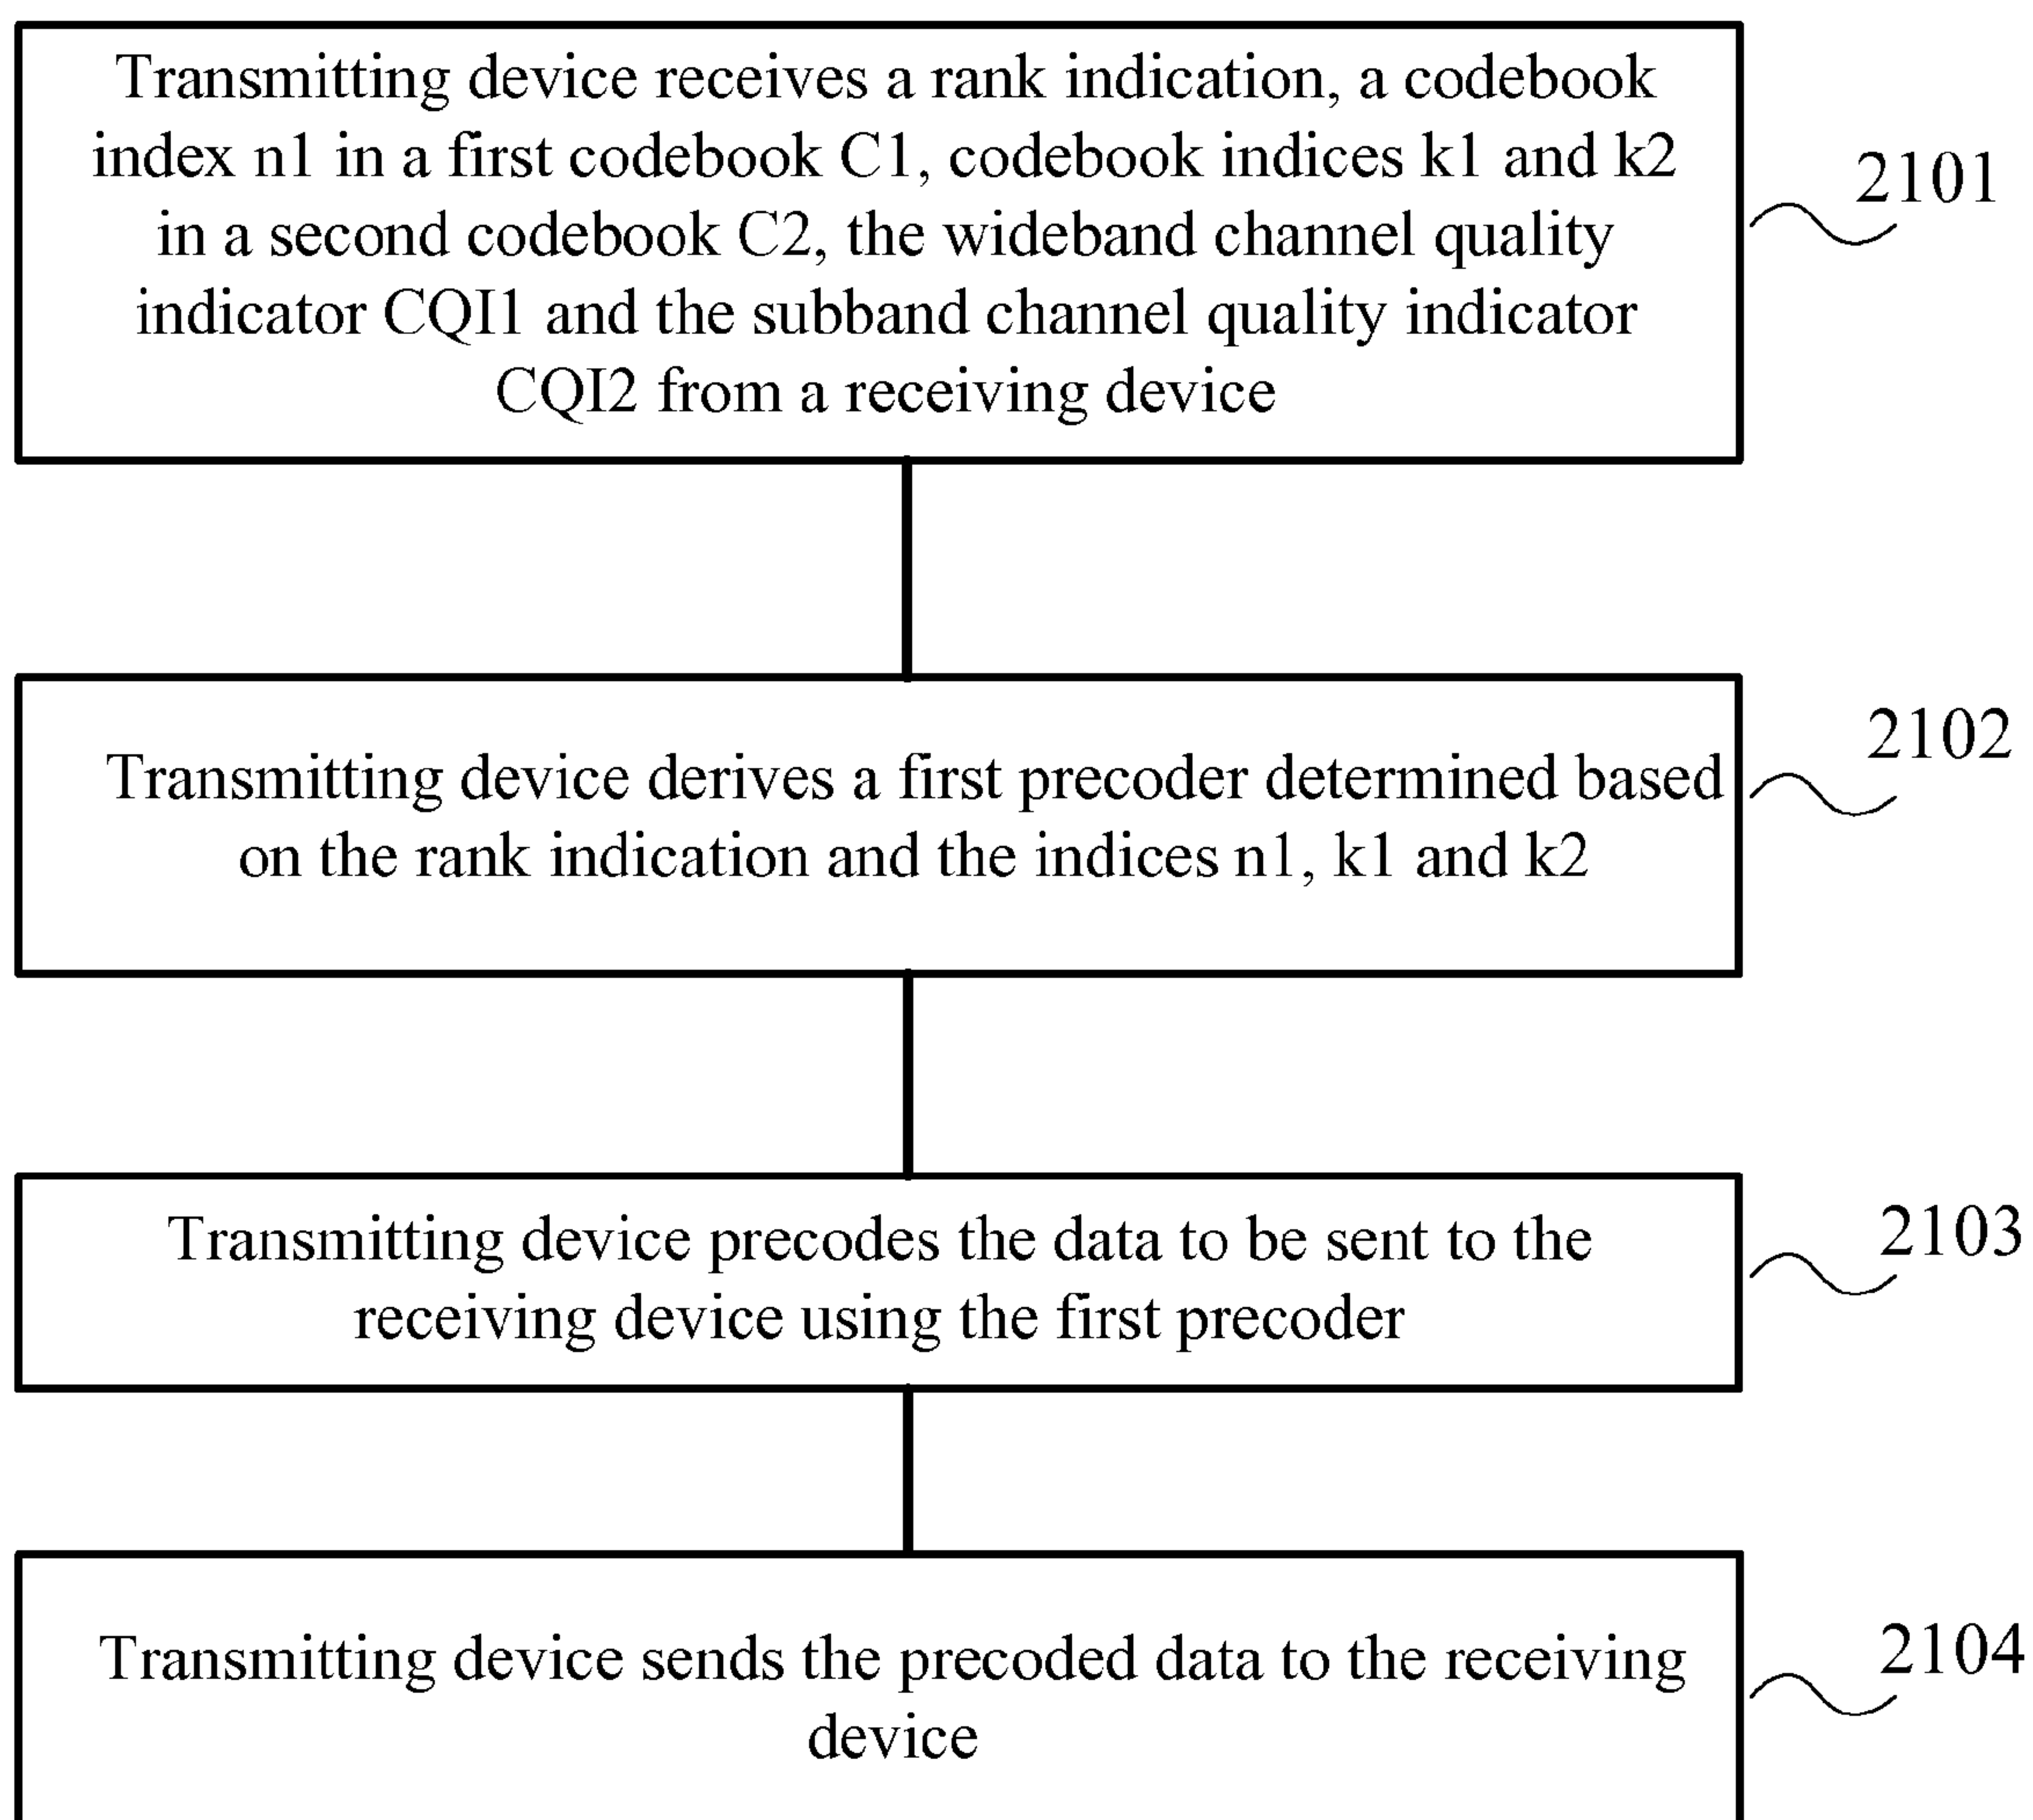 Transmitting device receives a rank indication, a codebook
index n1 in a first codebook C1, codebook indices k1 and k2
in a second codebook C2, the wideband channel quality
indicator CQI1 and the subband channel quality indicator
CQI2 from a receiving device
2101
Transmitting device derives a first precoder determined based
on the rank indication and the indices n1, k1 and k2
2102
Transmitting device precodes the data to be sent to the
receiving device using the first precoder
2103
Transmitting device sends the precoded data to the receiving
device
2104